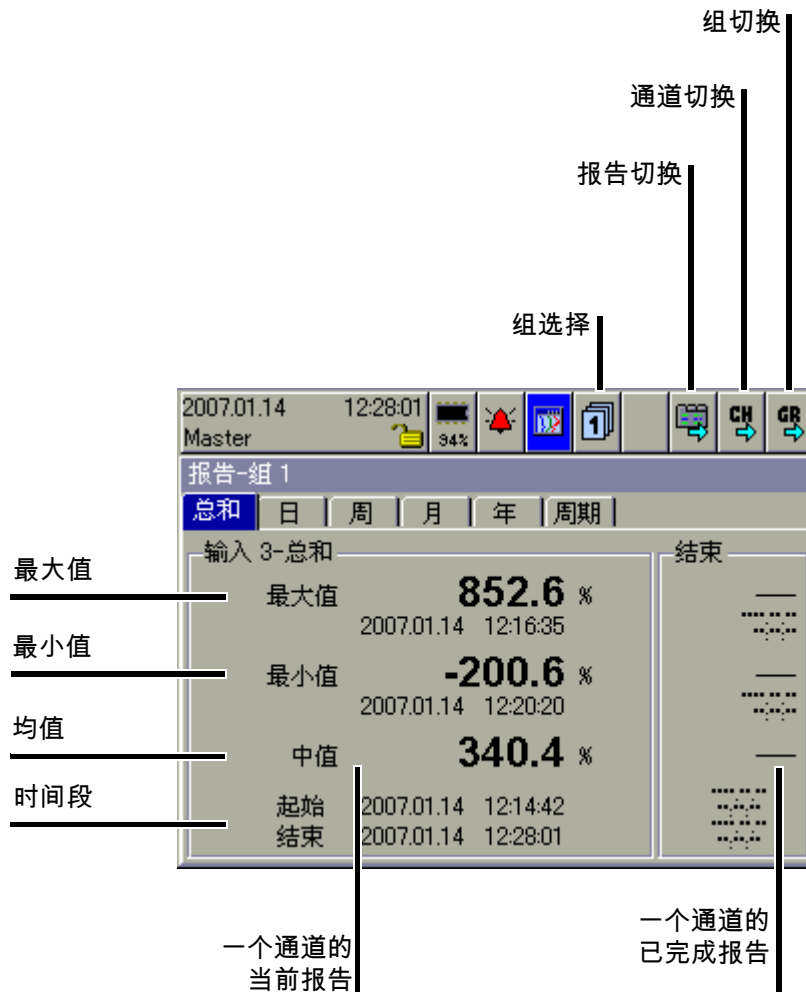 组切换
通道切换
报告切换
组选择
2007.01.14 12:28:01
Master
94%
1
CH
GR
报告-组 1
总和 日 周 月 年 周期
输入 3-总和 结束
最大值
最大值 852.6 %
2007.01.14 12:16:35
最小值
最小值 -200.6 %
2007.01.14 12:20:20
均值
中值 340.4 %
时间段
起始 2007.01.14 12:14:42
结束 2007.01.14 12:28:01
一个通道的
当前报告
一个通道的
已完成报告